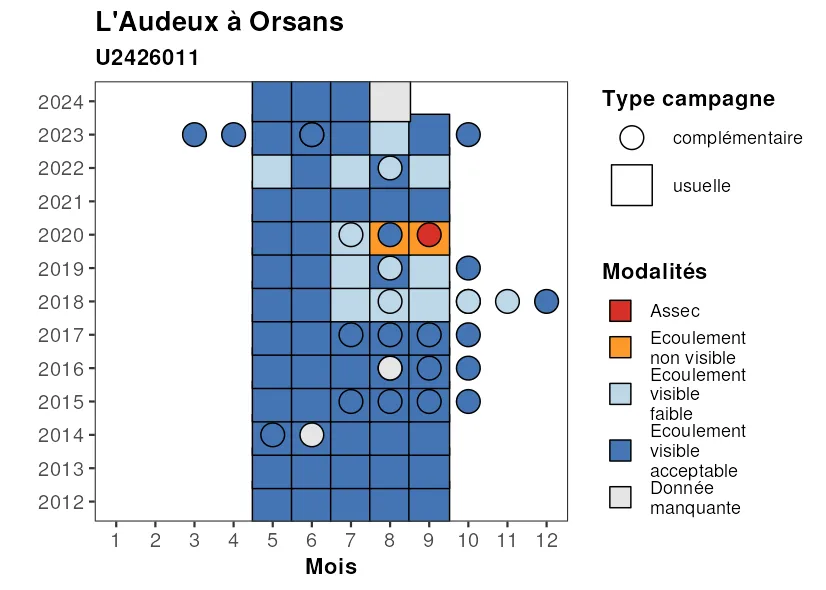 L'Audeux à Orsans
U2426011
2024
2023
2022
2021
2020
2019
2018
2017
2016
2015
2014
2013
2012
1 2 3 4 5 6 7 8 9 10 11 12
Mois
Type campagne
complémentaire
usuelle
Modalités
Assec
Ecoulement
non visible
Ecoulement
visible
faible
Ecoulement
visible
acceptable
Donnée
manquante